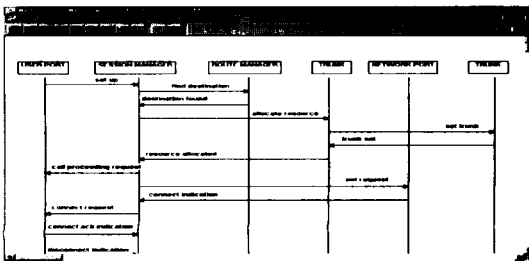 USER PORT SESSION MANAGER ROUTE MANAGER TRUNK NETWORK PORT TRUNK
set up
find destination
destination found
allocate resource
set trunk
trunk set
resource allocated
call proceeding request
set request
connect indication
connect request
connect ack indication
disconnect indication